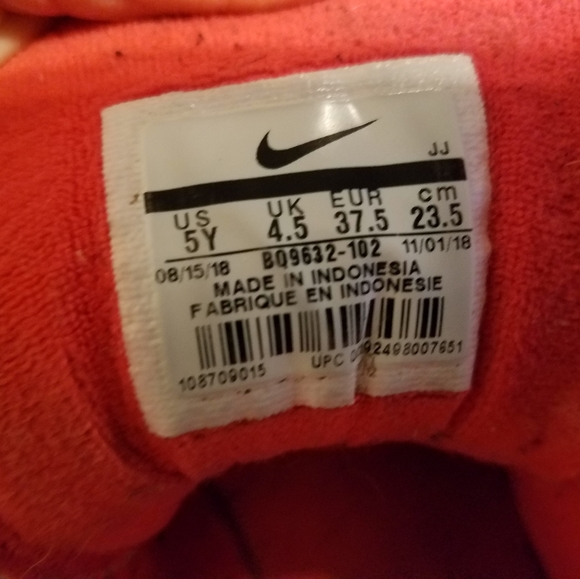 JJ
US UK EUR cm
5Y 4.5 37.5 23.5
08/15/18 BQ9632-102 11/01/18
MADE IN INDONESIA
FABRIQUE EN INDONESIE
108709015 UPC